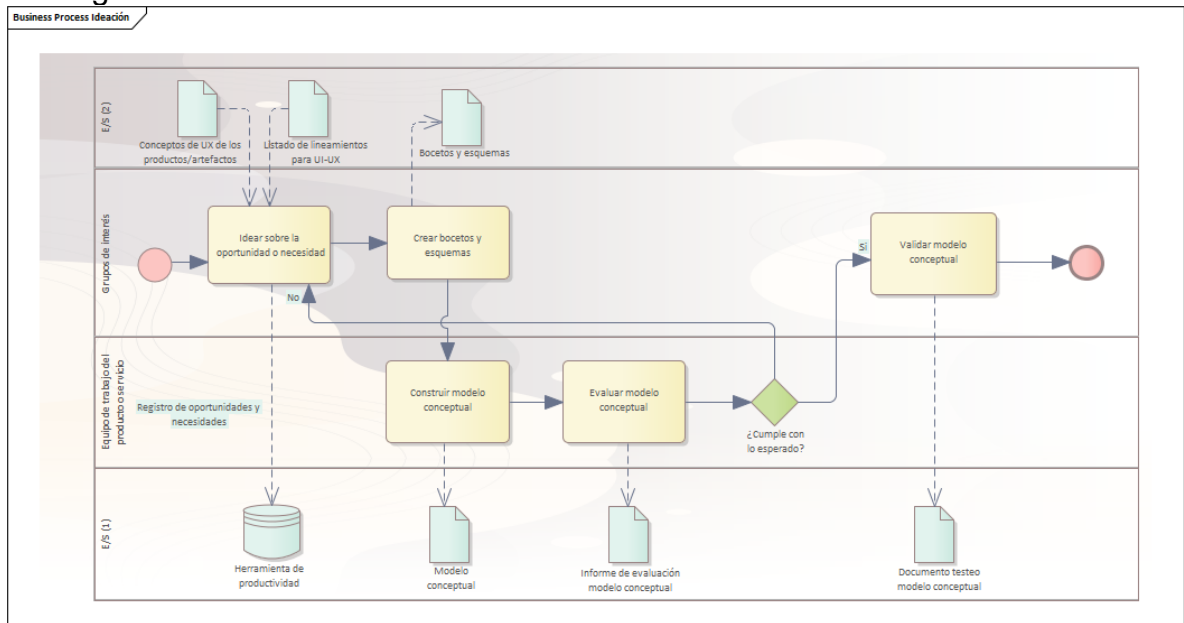 Business Process Ideación
E/S (2)
Conceptos de UX de los
productos/artefactos
Listado de lineamientos
para UI-UX
Bocetos y esquemas
Grupos de interés
Idear sobre la
oportunidad o necesidad
Crear bocetos y
esquemas
Si
Validar modelo
conceptual
No
Equipo de trabajo del
producto o servicio
Registro de oportunidades y
necesidades
Construir modelo
conceptual
Evaluar modelo
conceptual
¿Cumple con
lo esperado?
E/S (1)
Herramienta de
productividad
Modelo
conceptual
Informe de evaluación
modelo conceptual
Documento testeo
modelo conceptual